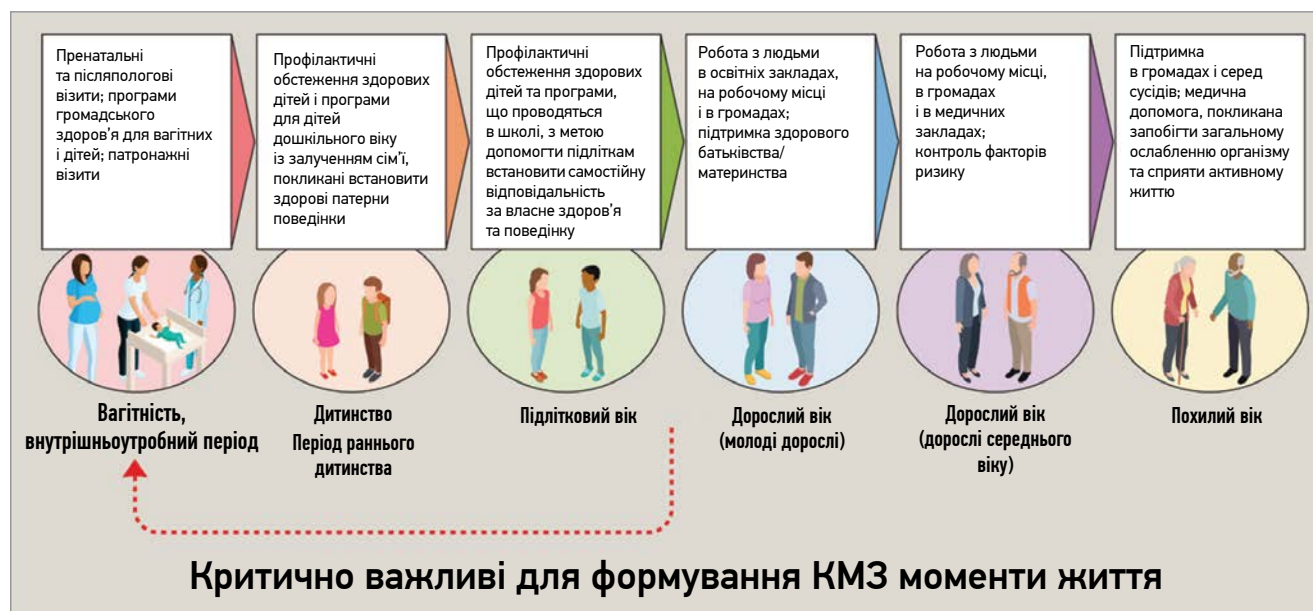 Пренатальні
та післяпологові
візити; програми
громадського
здоров'я для вагітних
і дітей; патронажні
візити
Профілактичні
обстеження здорових
дітей і програми
для дітей
дошкільного віку
із залученням сім'ї,
покликані встановити
здорові патерни
поведінки
Профілактичні
обстеження здорових
дітей та програми,
що проводяться
в школі, з метою
допомогти підліткам
встановити самостійну
відповідальність
за власне здоров'я
та поведінку
Робота з людьми
в освітніх закладах,
на робочому місці
і в громадах;
підтримка здорового
батьківства/
материнства
Робота з людьми
на робочому місці,
в громадах
і в медичних
закладах;
контроль факторів
ризику
Підтримка
в громадах і серед
сусідів; медична
допомога, покликана
запобігти загальному
ослабленню організму
та сприяти активному
життю
Вагітність,
внутрішньоутробний період
Дитинство
Період раннього
дитинства
Підлітковий вік
Дорослий вік
(молоді дорослі)
Дорослий вік
(дорослі середнього
віку)
Похилий вік
Критично важливі для формування КМЗ моменти життя